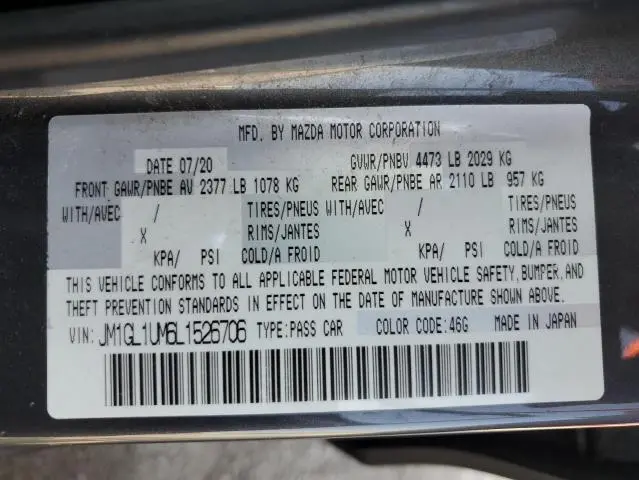 MFD. BY MAZDA MOTOR CORPORATION
DATE 07/20 GVWR/PNBV 4473 LB 2029 KG
FRONT GAWR/PNBE AV 2377 LB 1078 KG REAR GAWR/PNBE AR 2110 LB 957 KG
WITH/AVEC / TIRES/PNEUS WITH/AVEC / TIRES/PNEUS
X RIMS/JANTES X RIMS/JANTES
KPA/ PSI COLD/A FROID KPA/ PSI COLD/A FROID
THIS VEHICLE CONFORMS TO ALL APPLICABLE FEDERAL MOTOR VEHICLE SAFETY, BUMPER, AND
THEFT PREVENTION STANDARDS IN EFFECT ON THE DATE OF MANUFACTURE SHOWN ABOVE.
VIN: JM1GL1UM6L1526706 TYPE:PASS CAR COLOR CODE:46G MADE IN JAPAN